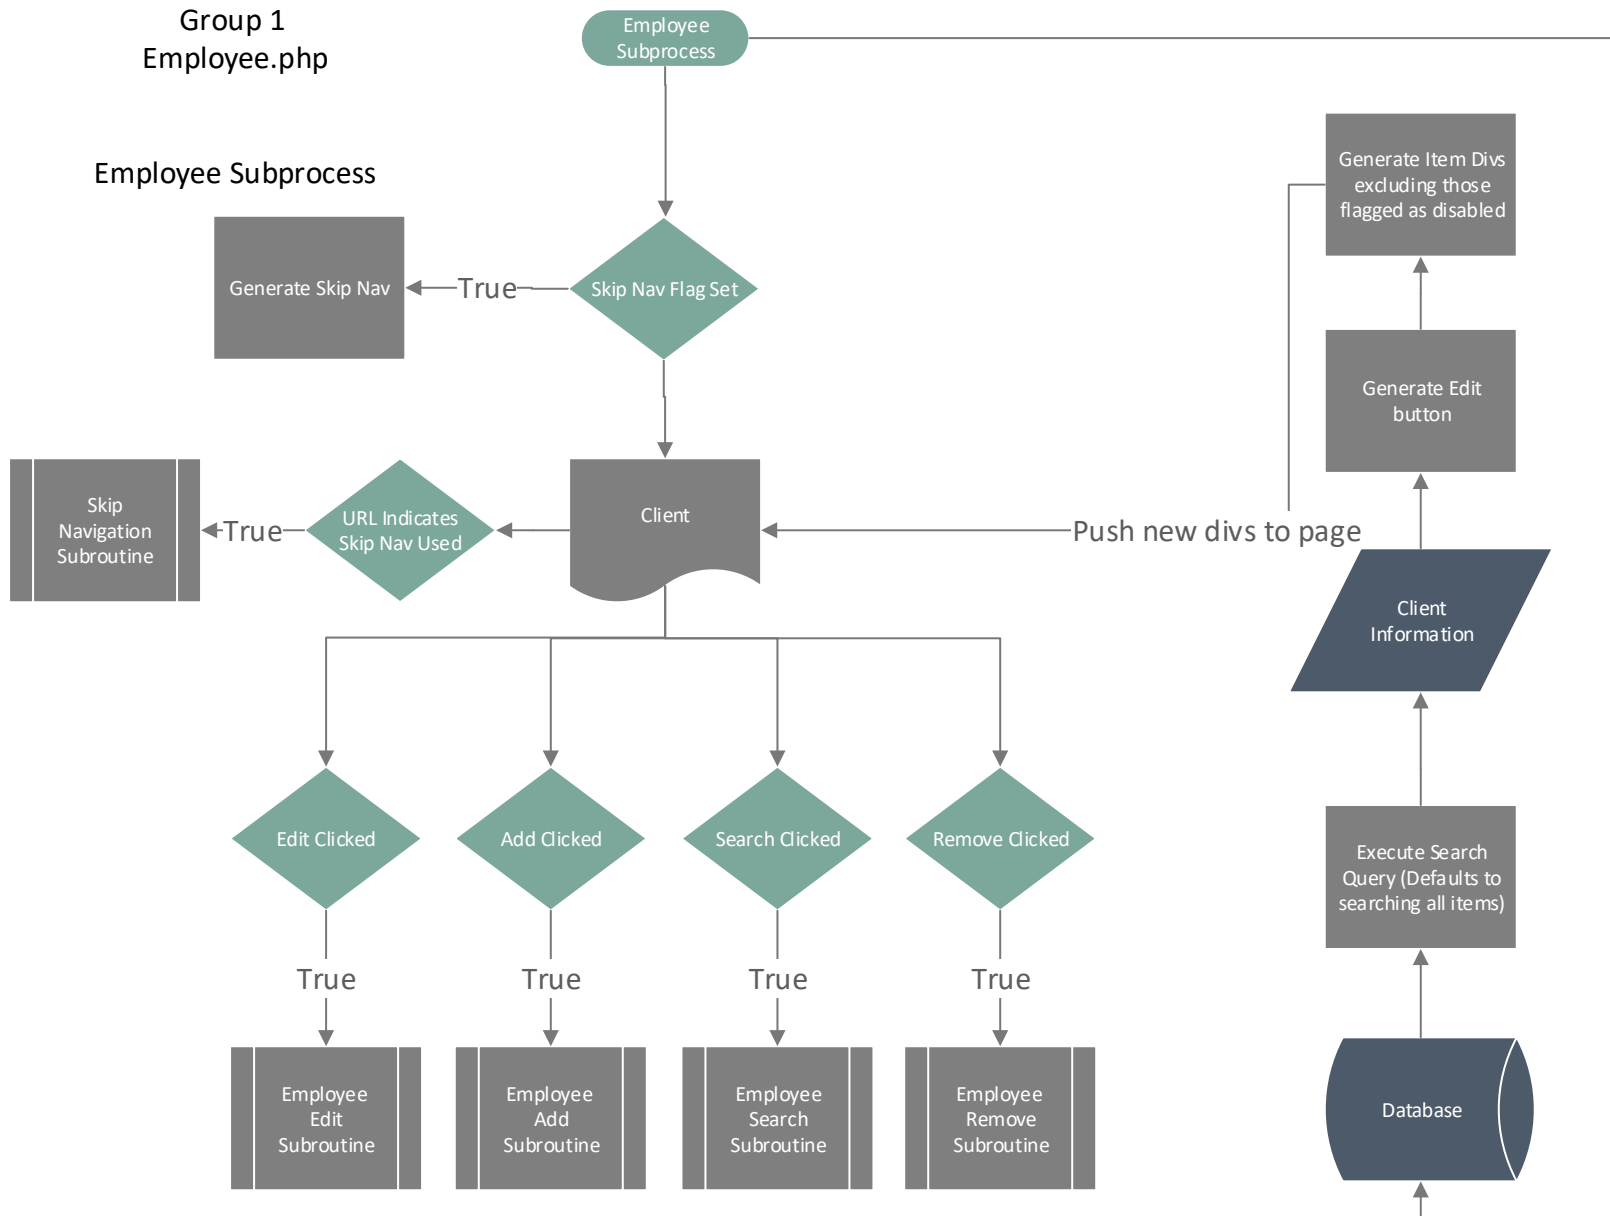 Group 1
Employee.php
Employee
Subprocess
Employee Subprocess
Generate Item Divs
excluding those
flagged as disabled
Generate Skip Nav
True
Skip Nav Flag Set
Generate Edit
button
Skip
Navigation
Subroutine
True
URL Indicates
Skip Nav Used
Client
Push new divs to page
Client
Information
Edit Clicked
Add Clicked
Search Clicked
Remove Clicked
Execute Search
Query (Defaults to
searching all items)
True
True
True
True
Employee
Edit
Subroutine
Employee
Add
Subroutine
Employee
Search
Subroutine
Employee
Remove
Subroutine
Database